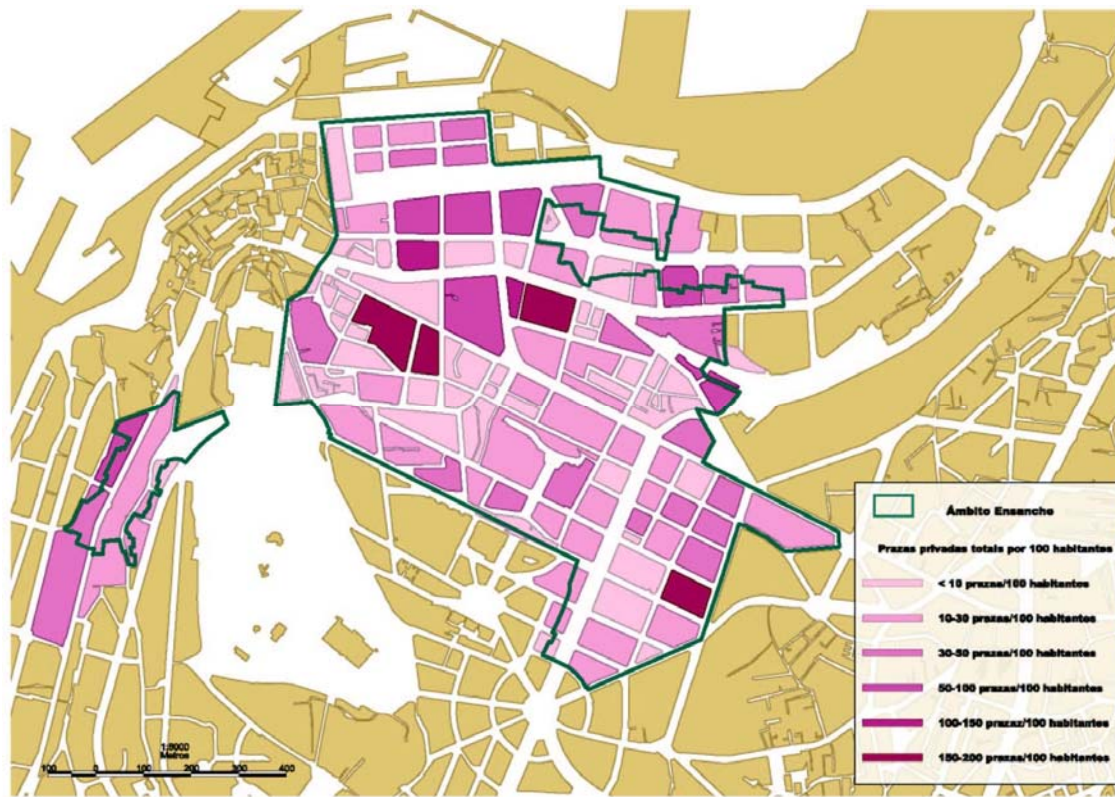 Ámbito Ensanche
Prazas privadas totais por 100 habitantes
< 10 prazas/100 habitantes
10-30 prazas/100 habitantes
30-50 prazas/100 habitantes
50-100 prazas/100 habitantes
100-150 prazaz/100 habitantes
150-200 prazas/100 habitantes
1:8000
Metros
100 0 100 200 300 400